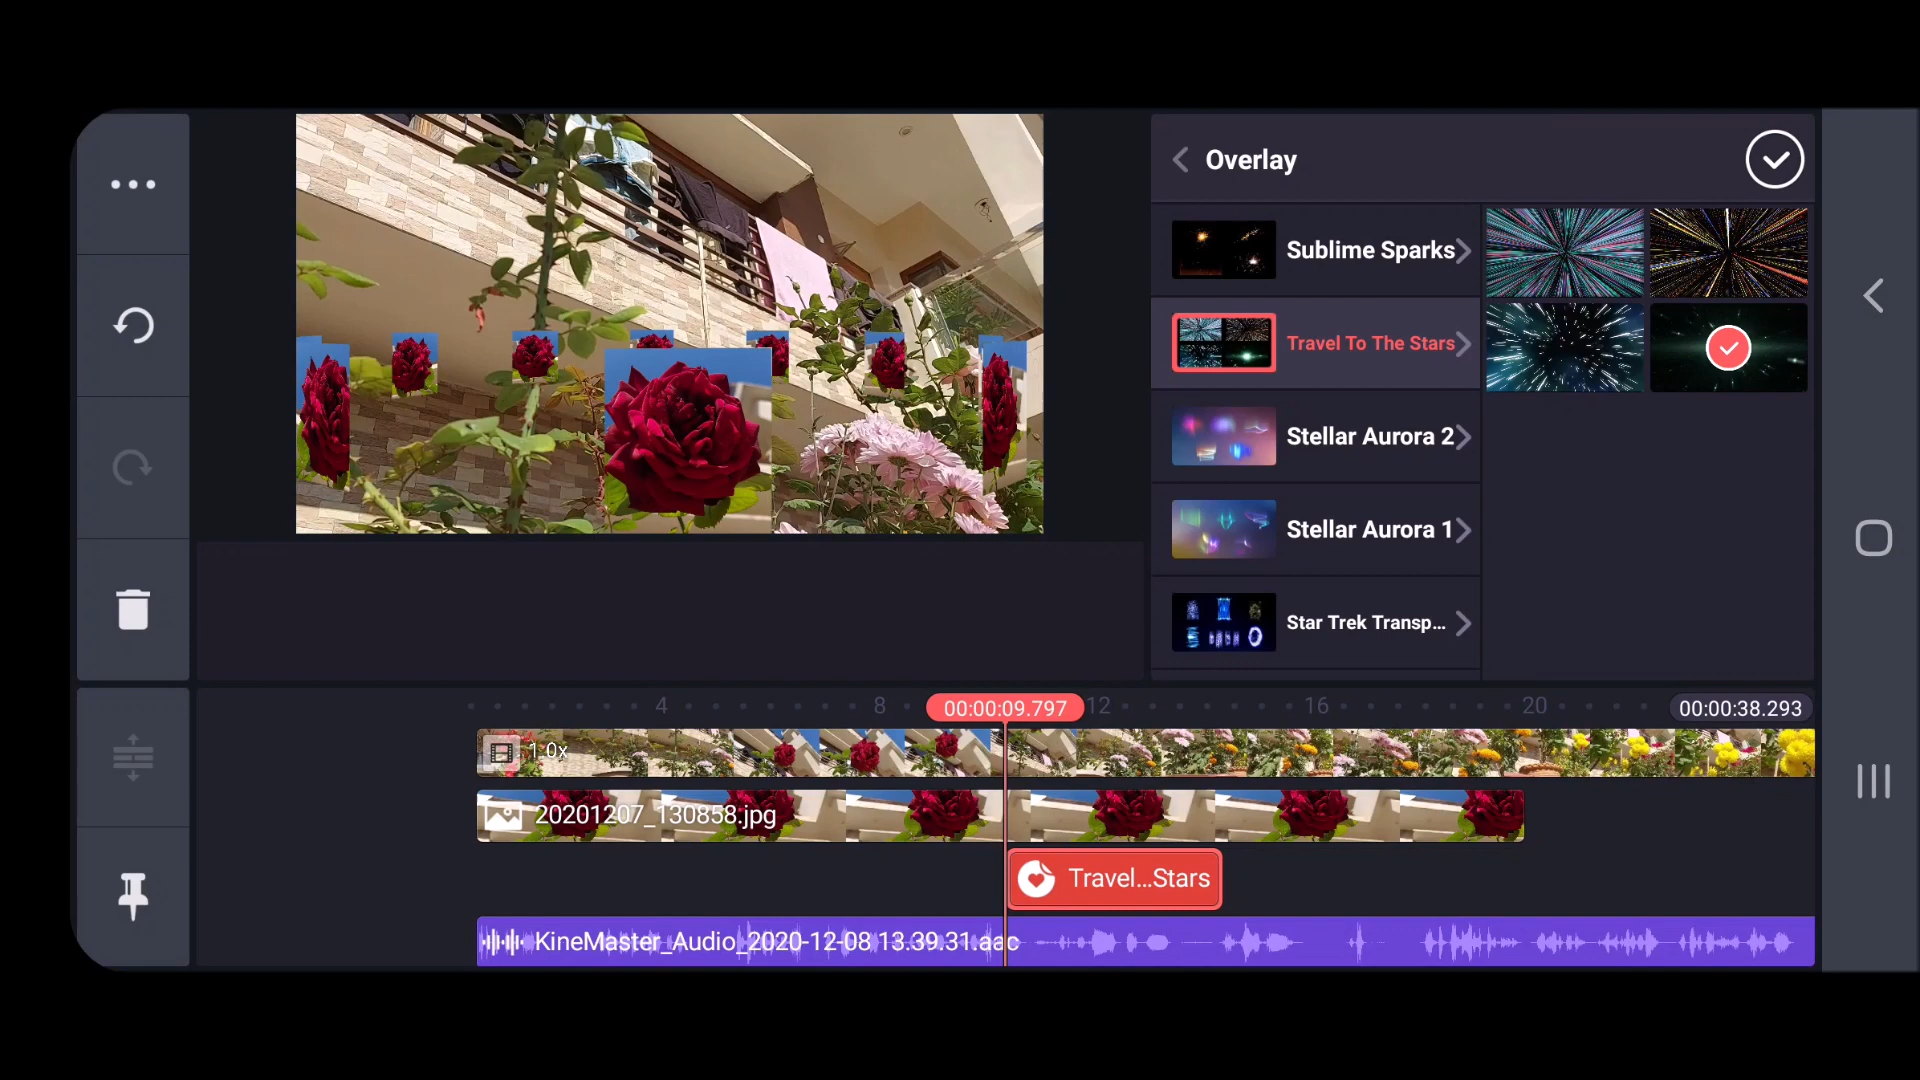 Overlay
Sublime Sparks
Travel To The Stars
Stellar Aurora 2
Stellar Aurora 1
Star Trek Transp...
4
8
00:00:09.797
12
16
20
00:00:38.293
1.0x
20201207_130858.jpg
Travel...Stars
KineMaster_Audio_2020-12-08 13.39.31.aac